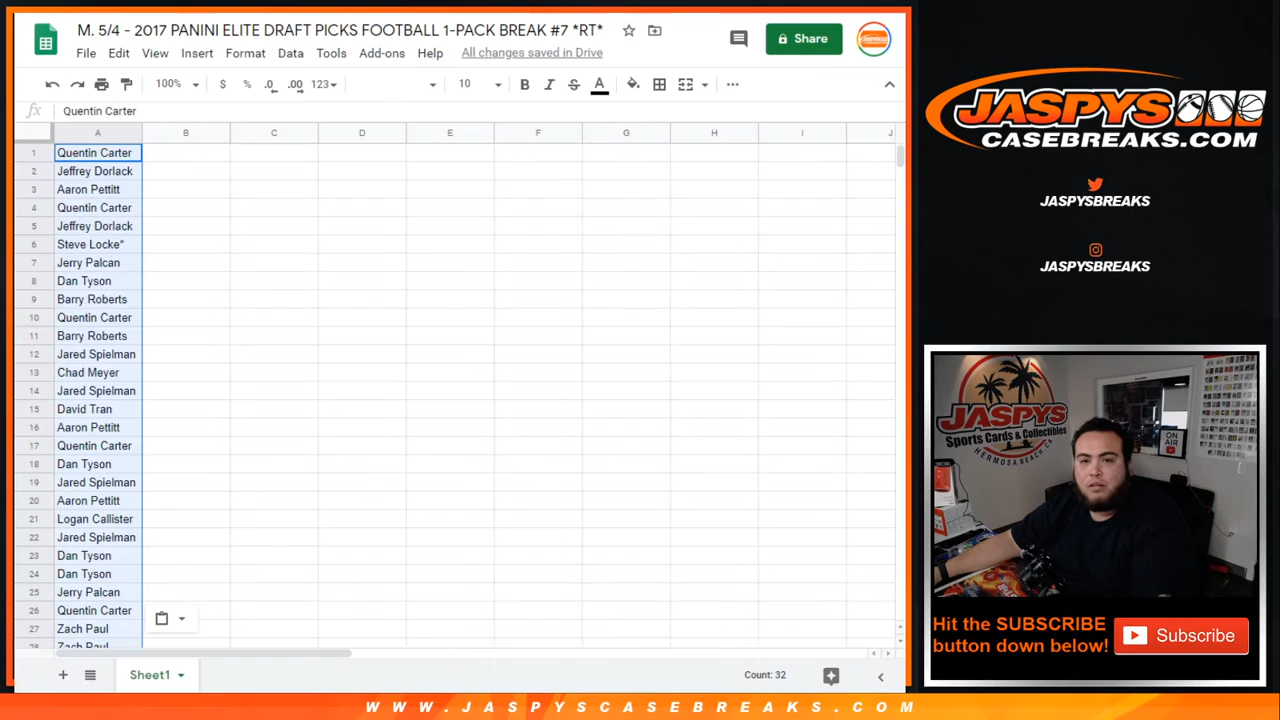 M. 5/4 - 2017 PANINI ELITE DRAFT PICKS FOOTBALL 1-PACK BREAK #7 *RT*
File Edit View Insert Format Data Tools Add-ons Help All changes saved in Drive
Share
100% $ % .0 .00 123 10 B I S A
fx Quentin Carter
A B C D E F G H I J
1 Quentin Carter
2 Jeffrey Dorlack
3 Aaron Pettitt
4 Quentin Carter
5 Jeffrey Dorlack
6 Steve Locke*
7 Jerry Palcan
8 Dan Tyson
9 Barry Roberts
10 Quentin Carter
11 Barry Roberts
12 Jared Spielman
13 Chad Meyer
14 Jared Spielman
15 David Tran
16 Aaron Pettitt
17 Quentin Carter
18 Dan Tyson
19 Jared Spielman
20 Aaron Pettitt
21 Logan Callister
22 Jared Spielman
23 Dan Tyson
24 Dan Tyson
25 Jerry Palcan
26 Quentin Carter
27 Zach Paul
28 Zach Paul
Sheet1
Count: 32
JASPYS
CASEBREAKS.COM
JASPYSBREAKS
JASPYSBREAKS
JASPYS
Sports Cards & Collectibles
HERMOSA BEACH, CA
ON AIR
Hit the SUBSCRIBE
button down below!
Subscribe
WWW.JASPYSCASEBREAKS.COM